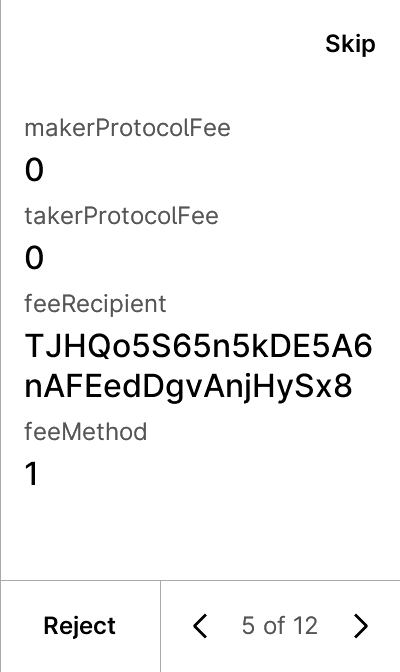 Skip
makerProtocolFee
0
takerProtocolFee
0
feeRecipient
TJHQo5S65n5kDE5A6
nAFEedDgvAnjHySx8
feeMethod
1
Reject
5 of 12